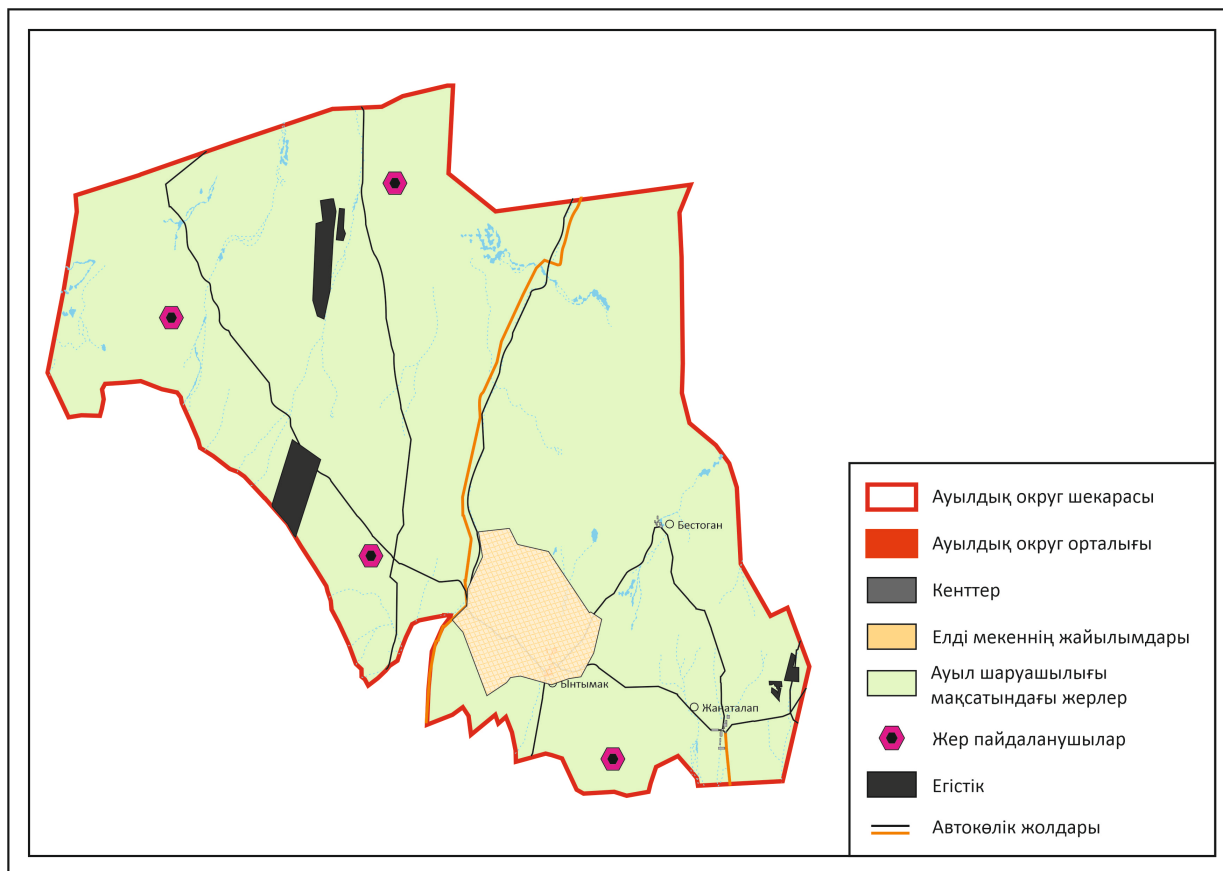 Бестоган
Ынтымак
Жаңаталап
Ауылдық округ шекарасы
Ауылдық округ орталығы
Кенттер
Елді мекеннің жайылымдары
Ауыл шаруашылығы
мақсатындағы жерлер
Жер пайдаланушылар
Егістік
Автокөлік жолдары